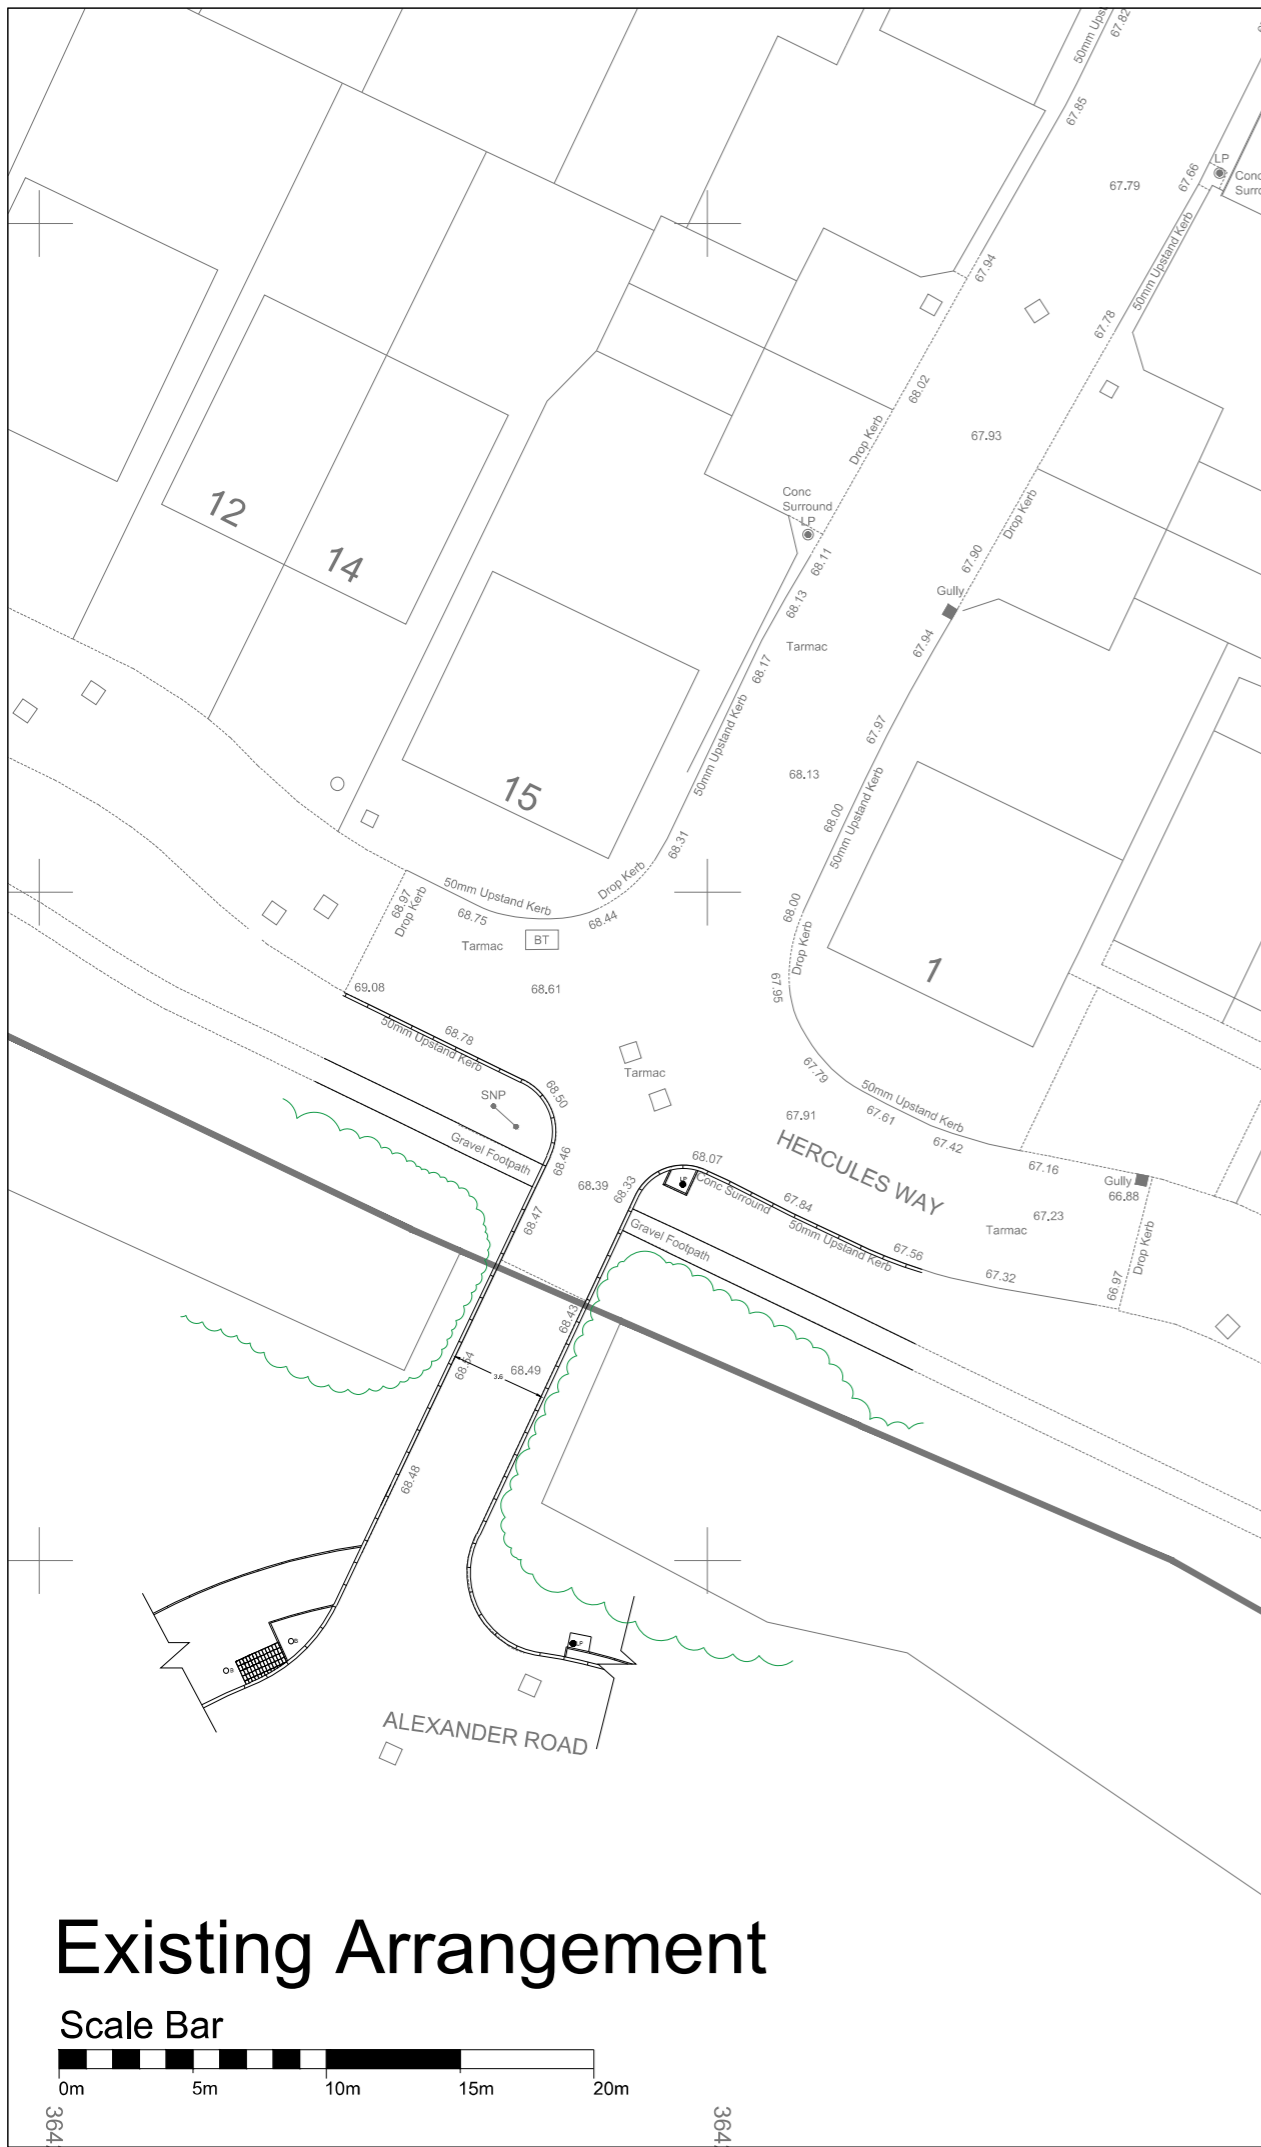 67.82
67.85
67.79
67.66
LP
50mm Upstand Kerb
67.94
67.78
68.02
Drop Kerb
67.93
Conc
Surround
LP
Drop Kerb
12
14
68.11
67.90
Gully
68.13
67.94
Tarmac
68.17
50mm Upstand Kerb
67.97
68.13
15
68.00
50mm Upstand Kerb
68.31
Drop Kerb
50mm Upstand Kerb
68.97
Drop Kerb
68.75
68.44
68.00
Tarmac
BT
Drop Kerb
1
69.08
68.61
67.95
68.78
50mm Upstand Kerb
Tarmac
67.79
SNP
68.50
67.91
50mm Upstand Kerb
67.61
67.42
Gravel Footpath
68.46
68.39
68.33
68.07
HERCULES WAY
67.16
Gully
66.88
LP
Conc Surround
67.84
68.47
67.23
Tarmac
Gravel Footpath
50mm Upstand Kerb
67.56
Drop Kerb
67.32
66.97
68.43
68.54
68.49
3.6
68.48
B
B
LP
ALEXANDER ROAD
Existing Arrangement
Scale Bar
0m 5m 10m 15m 20m